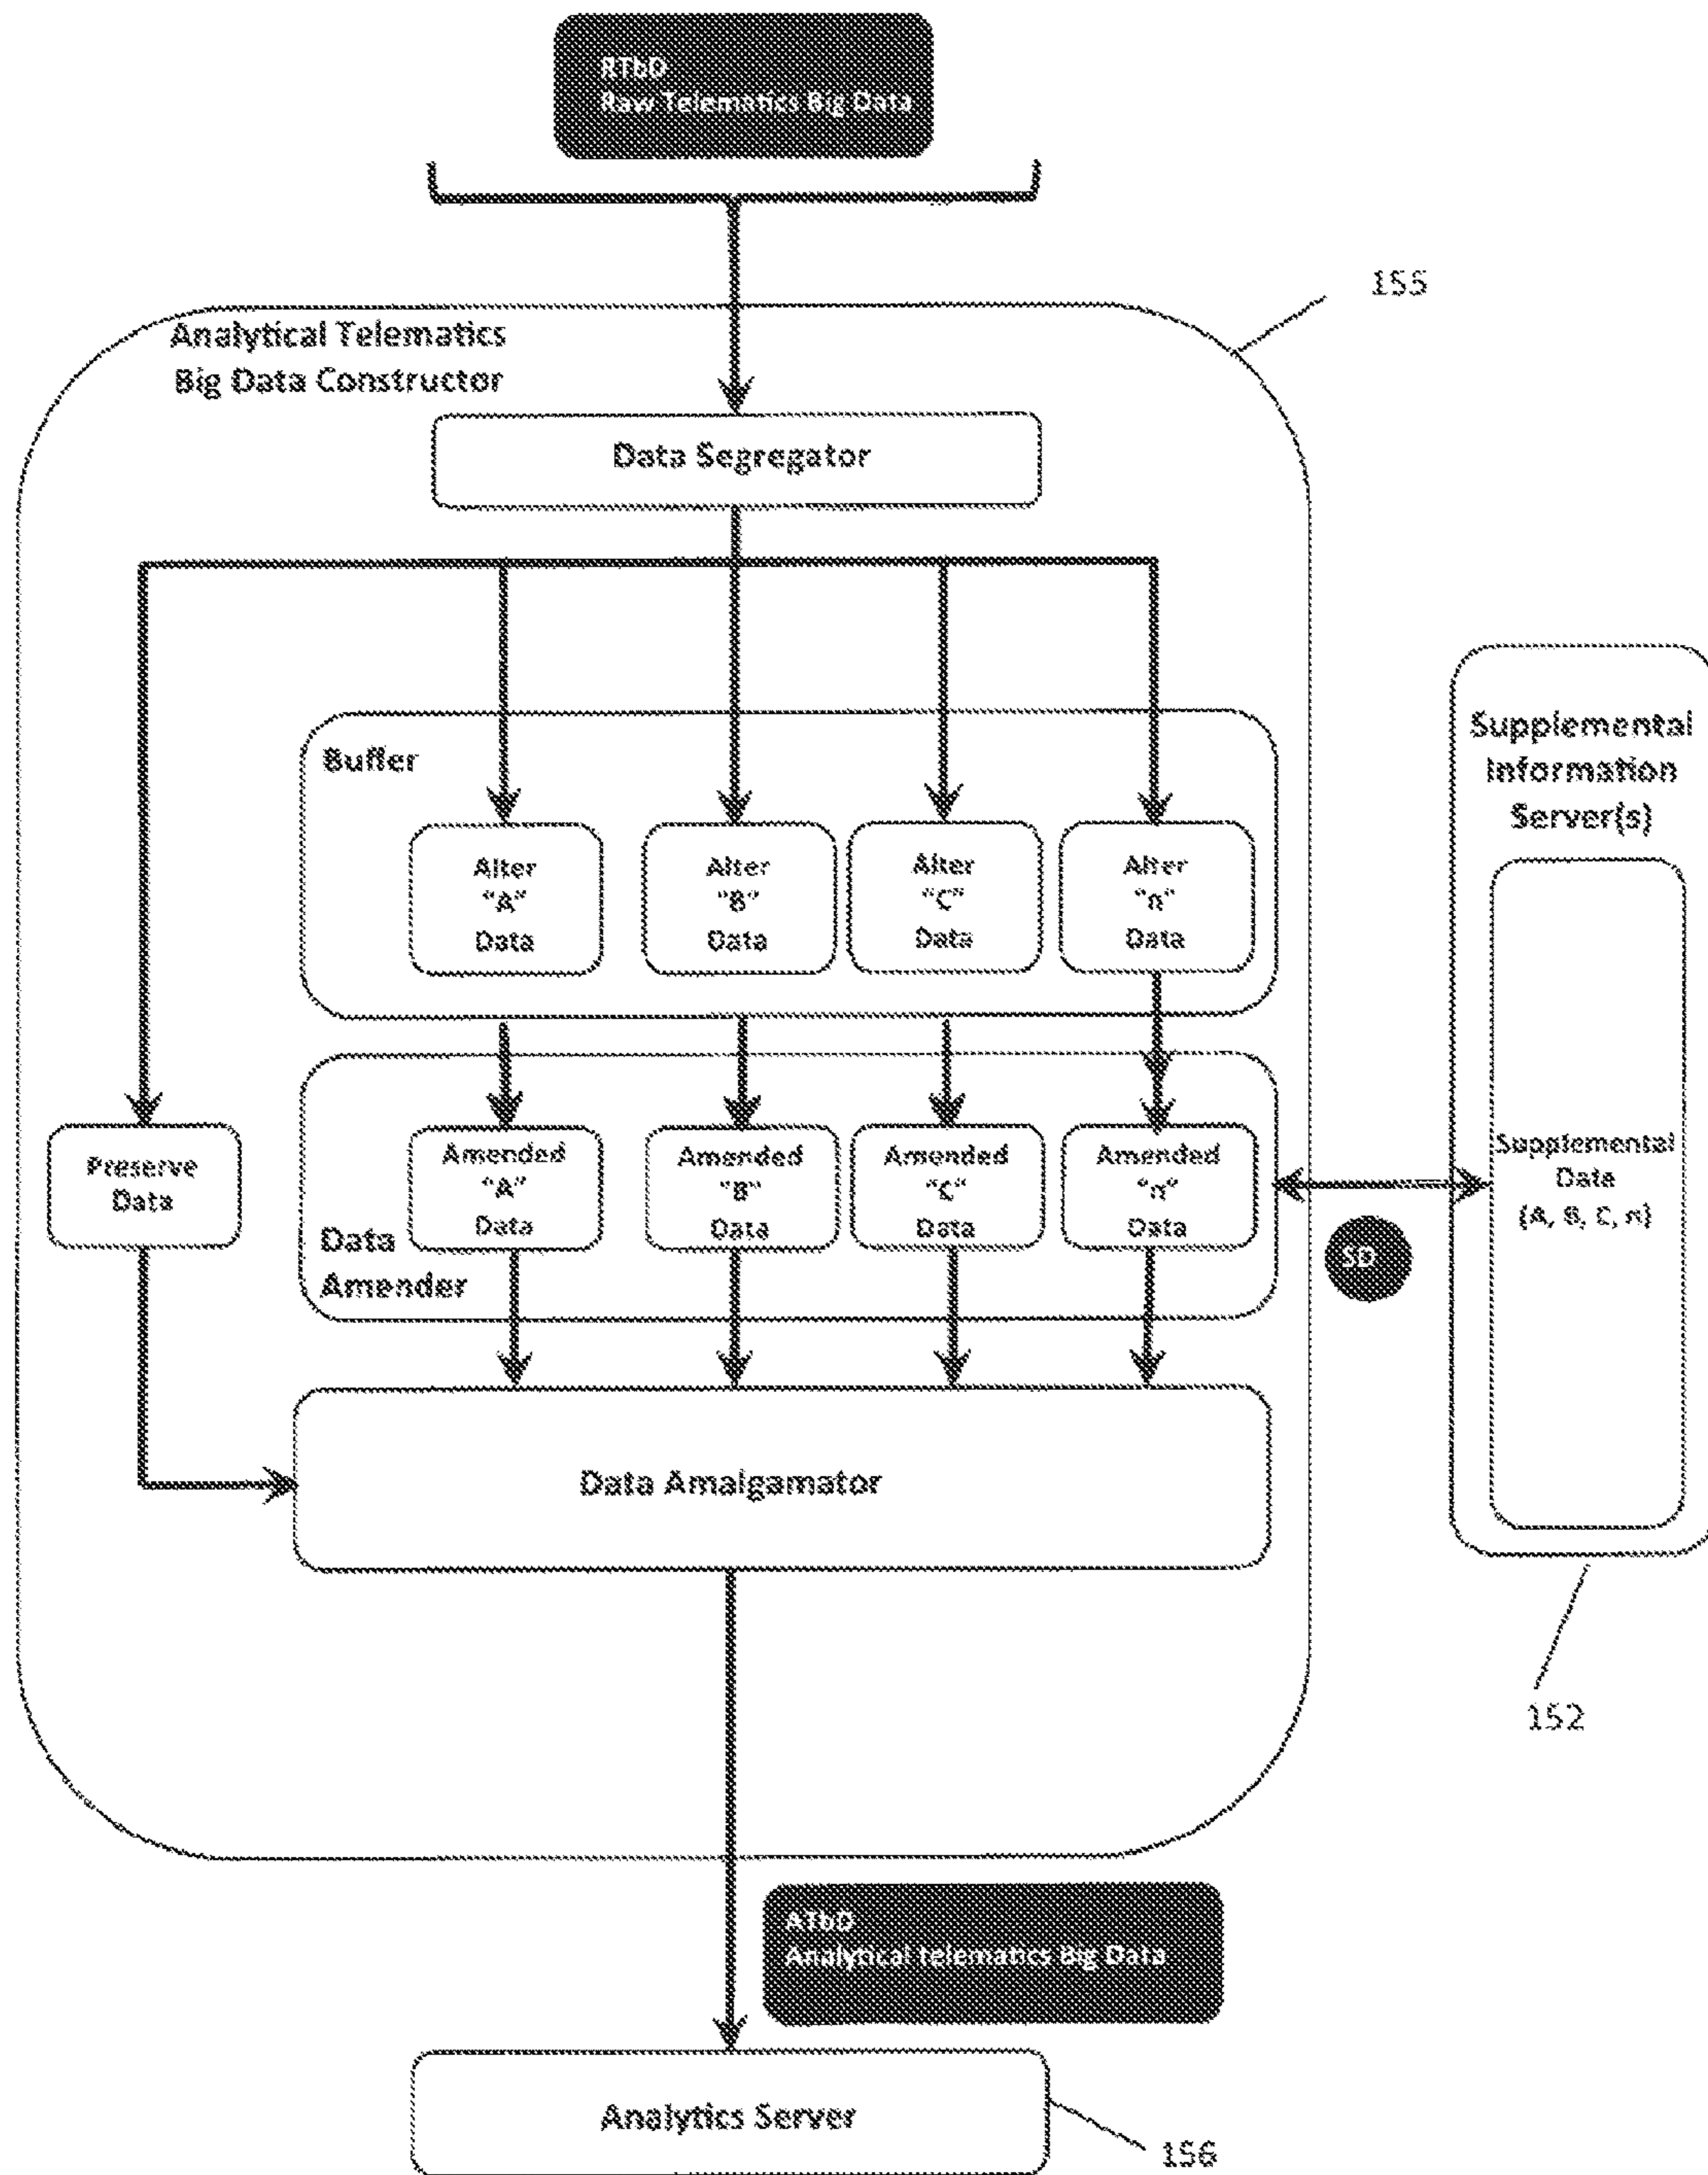 RTbD
Raw Telematics Big Data
155
Analytical Telematics
Big Data Constructor
Data Segregator
Supplemental
Information
Server(s)
Buffer
Alter
"A"
Data
Alter
"B"
Data
Alter
"C"
Data
Alter
"n"
Data
Preserve
Data
Amended
"A"
Data
Amended
"B"
Data
Amended
"C"
Data
Amended
"n"
Data
Supplemental
Data
(A, B, C, n)
Data
Amender
SD
Data Amalgamator
152
ATbD
Analytical telematics Big Data
Analytics Server
156